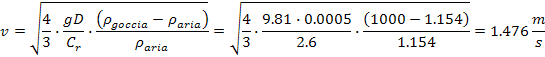 v = √(4/3 · gD/C_r · (ρ_goccia − ρ_aria)/ρ_aria) = √(4/3 · 9.81 · 0.0005/2.6 · (1000 − 1.154)/1.154) = 1.476 m/s